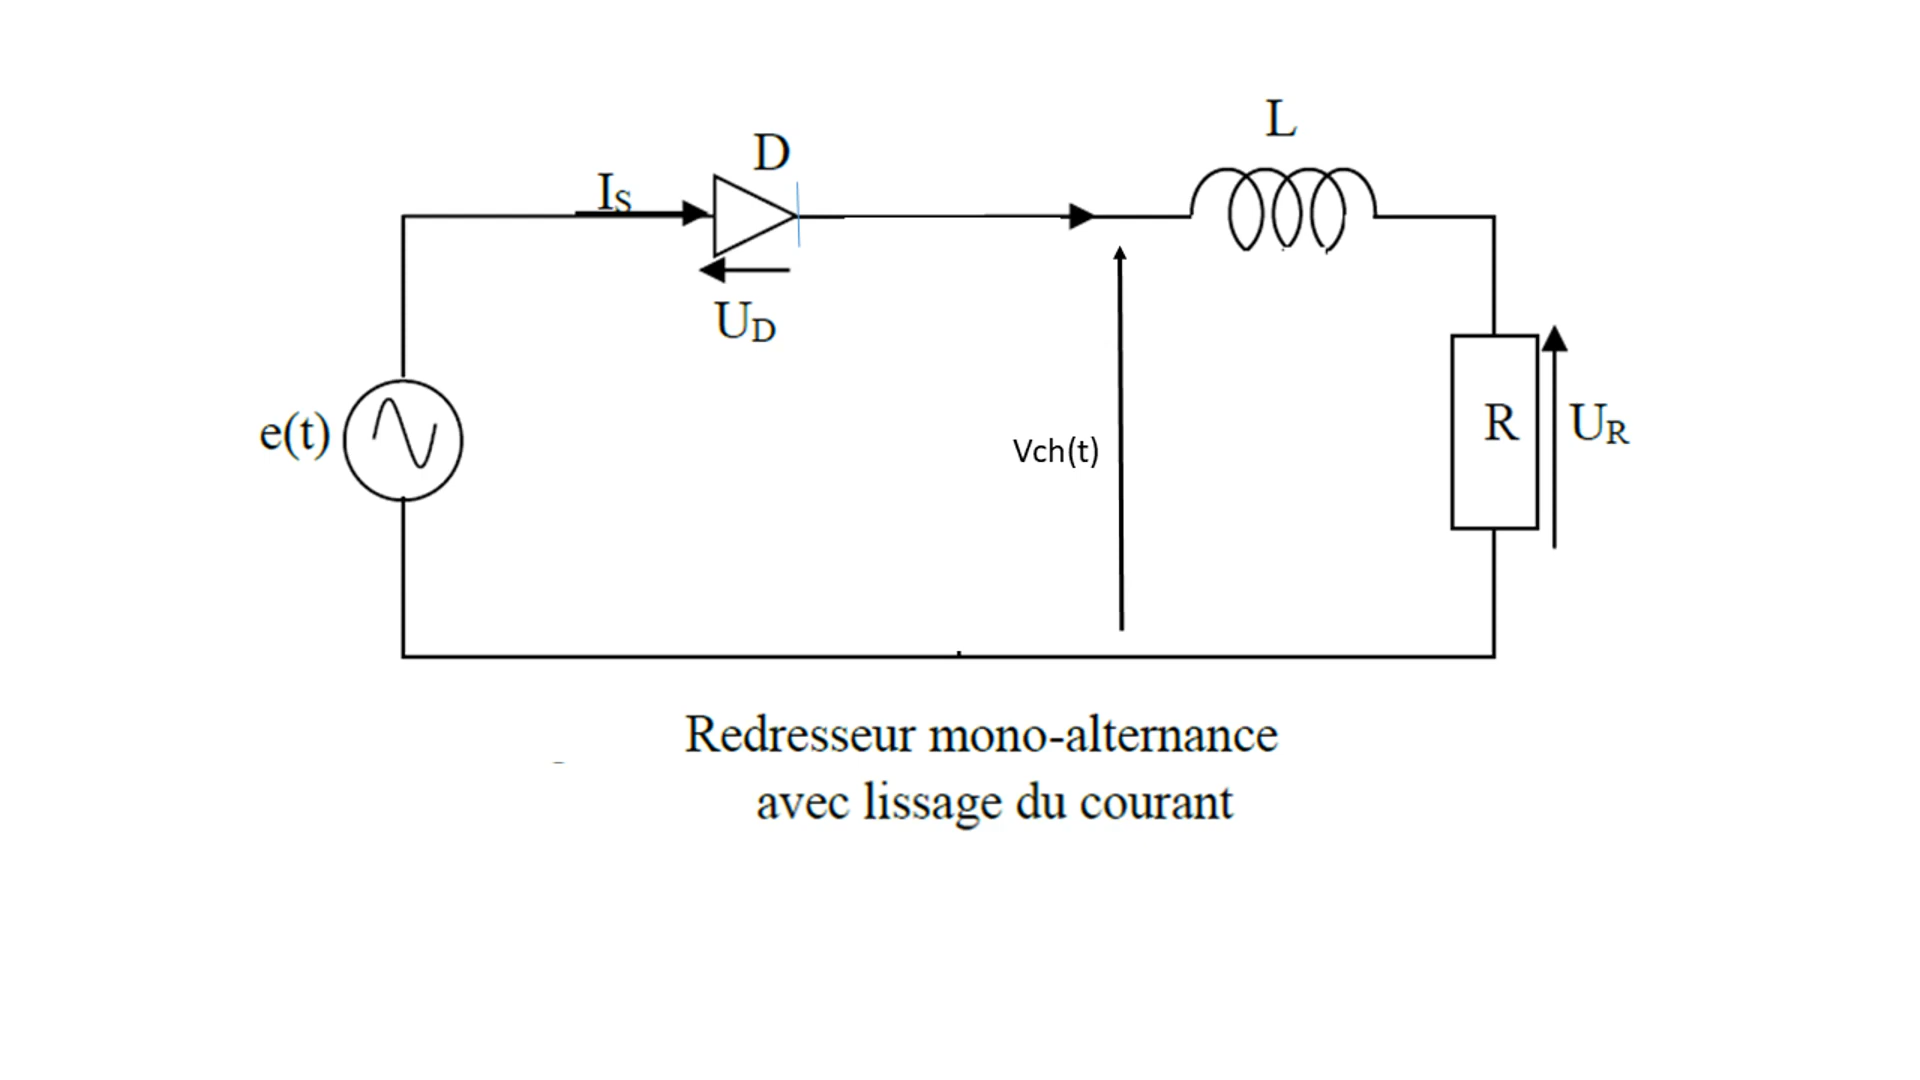 L
D
IS
UD
e(t)
Vch(t)
R
UR
Redresseur mono-alternance
avec lissage du courant